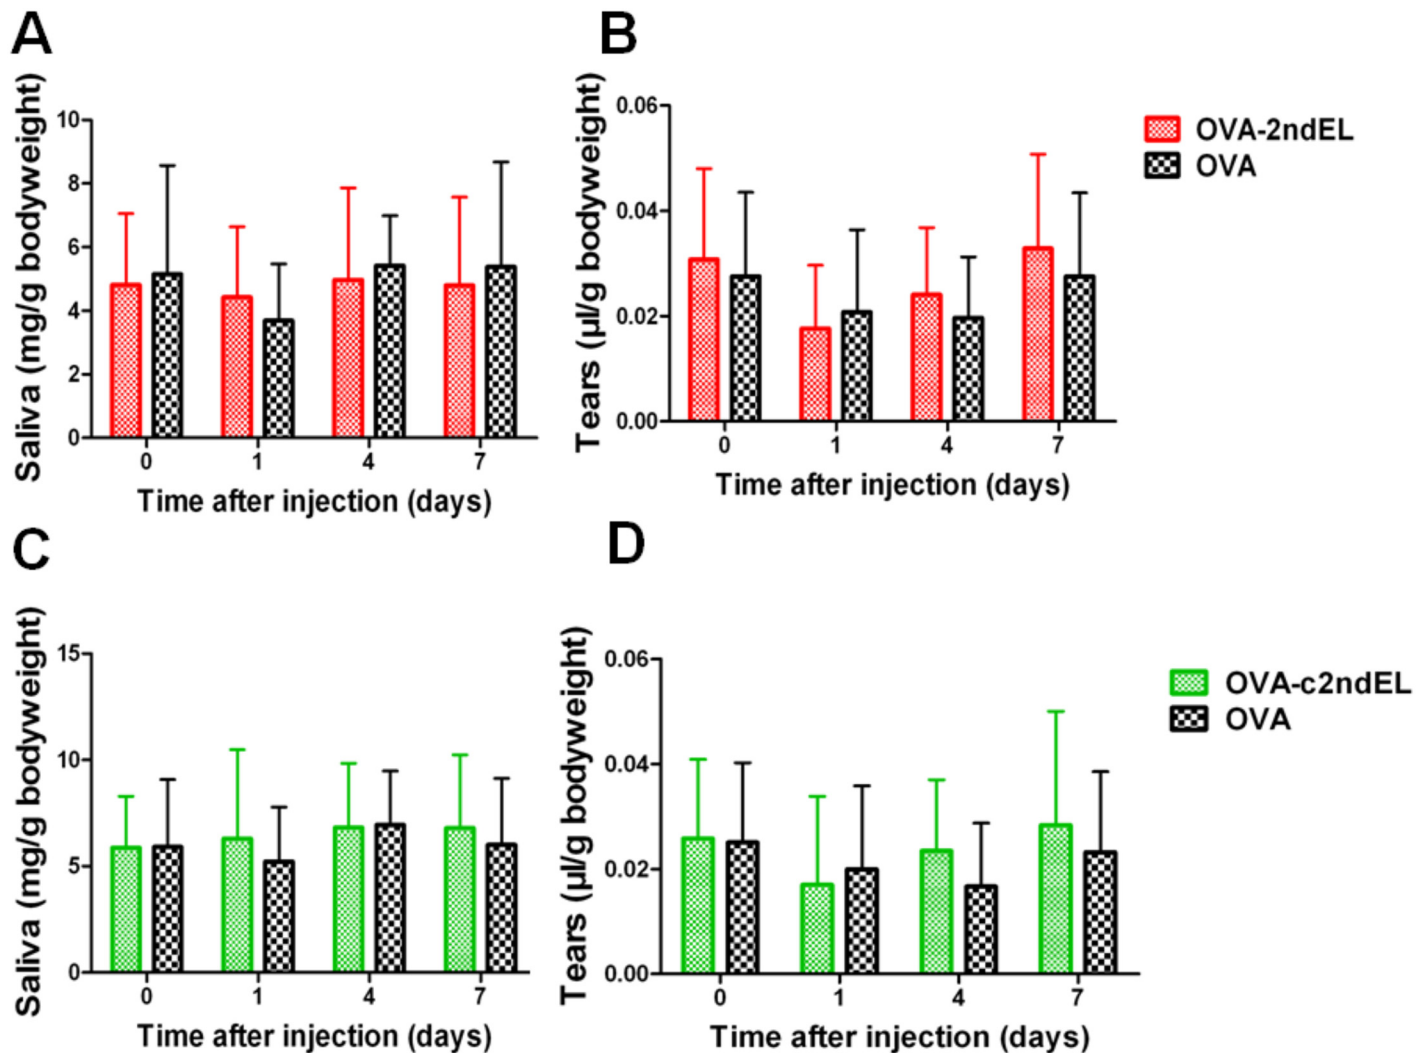 A
Saliva (mg/g bodyweight)
10
8
6
4
2
0
0 1 4 7
Time after injection (days)
B
Tears (µl/g bodyweight)
0.06
0.04
0.02
0.00
0 1 4 7
Time after injection (days)
OVA-2ndEL
OVA
C
Saliva (mg/g bodyweight)
15
10
5
0
0 1 4 7
Time after injection (days)
D
Tears (µl/g bodyweight)
0.06
0.04
0.02
0.00
0 1 4 7
Time after injection (days)
OVA-c2ndEL
OVA